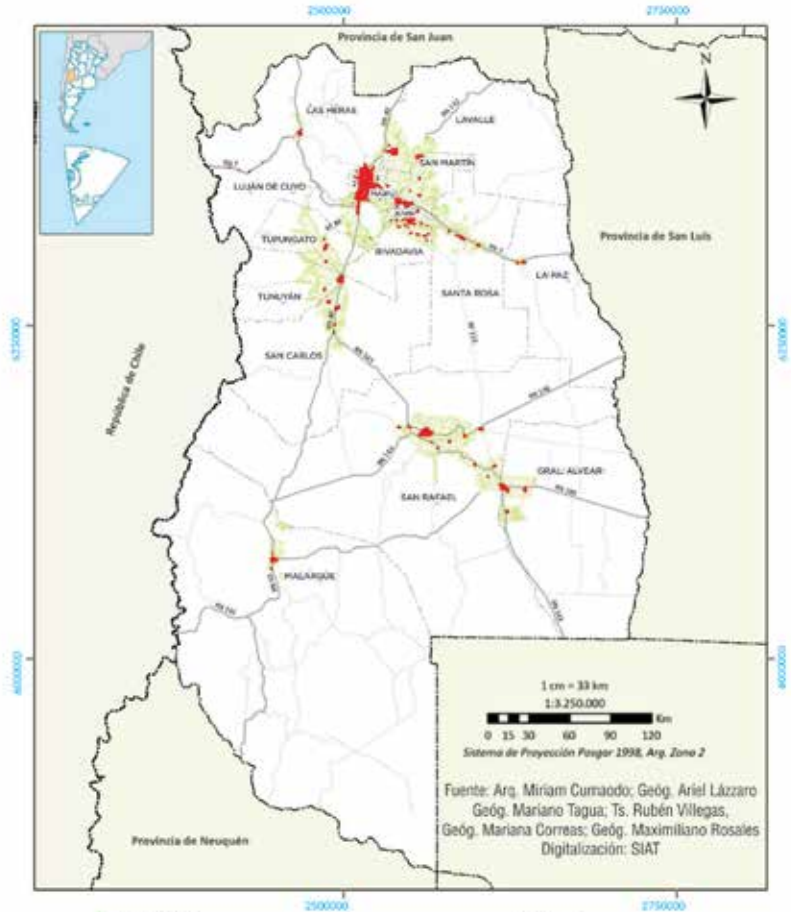 2500000
2750000
Provincia de San Juan
N
LAS HERAS
LAVALLE
SAN MARTÍN
LUJÁN DE CUYO
MAIPÚ
JUNÍN
TUPUNGATO
RIVADAVIA
Provincia de San Luis
LA PAZ
TUNUYÁN
SANTA ROSA
6250000
6250000
SAN CARLOS
República de Chile
GRAL. ALVEAR
SAN RAFAEL
MALARGÜE
6000000
6000000
1 cm = 33 km
1:3.250.000
Km
0 15 30 60 90 120
Sistema de Proyección Posgar 1998, Arg. Zona 2
Fuente: Arq. Miriam Cumaodo; Geóg. Ariel Lázzaro
Geóg. Mariano Tagua; Ts. Rubén Villegas,
Geóg. Mariana Correas; Geóg. Maximiliano Rosales
Digitalización: SIAT
Provincia de Neuquén
2500000
2750000